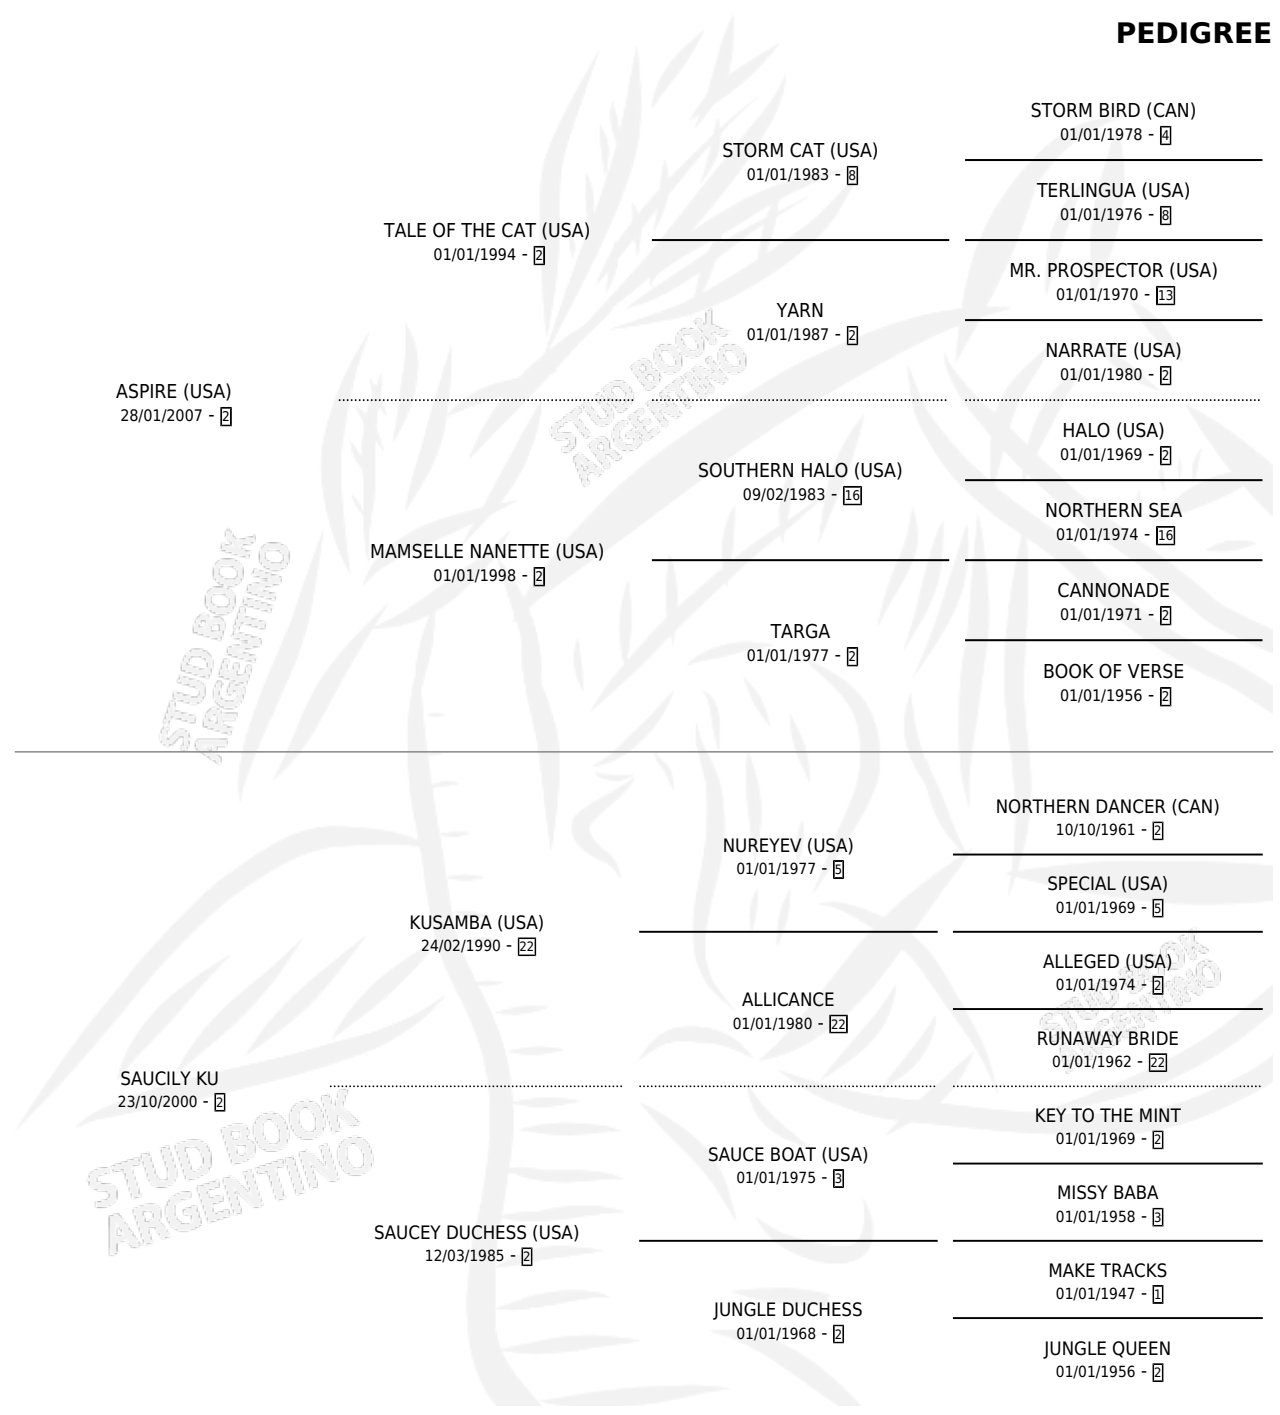 PEDIGREE
STORM BIRD (CAN)
01/01/1978 - 4
STORM CAT (USA)
01/01/1983 - 8
TERLINGUA (USA)
01/01/1976 - 8
TALE OF THE CAT (USA)
01/01/1994 - 2
MR. PROSPECTOR (USA)
01/01/1970 - 13
YARN
01/01/1987 - 2
NARRATE (USA)
01/01/1980 - 2
ASPIRE (USA)
28/01/2007 - 2
HALO (USA)
01/01/1969 - 2
SOUTHERN HALO (USA)
09/02/1983 - 16
NORTHERN SEA
01/01/1974 - 16
MAMSELLE NANETTE (USA)
01/01/1998 - 2
CANNONADE
01/01/1971 - 2
TARGA
01/01/1977 - 2
BOOK OF VERSE
01/01/1956 - 2
NORTHERN DANCER (CAN)
10/10/1961 - 2
NUREYEV (USA)
01/01/1977 - 5
SPECIAL (USA)
01/01/1969 - 5
KUSAMBA (USA)
24/02/1990 - 22
ALLEGED (USA)
01/01/1974 - 2
ALLICANCE
01/01/1980 - 22
RUNAWAY BRIDE
01/01/1962 - 22
SAUCILY KU
23/10/2000 - 2
KEY TO THE MINT
01/01/1969 - 2
SAUCE BOAT (USA)
01/01/1975 - 3
MISSY BABA
01/01/1958 - 3
SAUCEY DUCHESS (USA)
12/03/1985 - 2
MAKE TRACKS
01/01/1947 - 1
JUNGLE DUCHESS
01/01/1968 - 2
JUNGLE QUEEN
01/01/1956 - 2
STUD BOOK
ARGENTINO
STUD BOOK
ARGENTINO
STUD BOOK
ARGENTINO
STUD BOOK
ARGENTINO